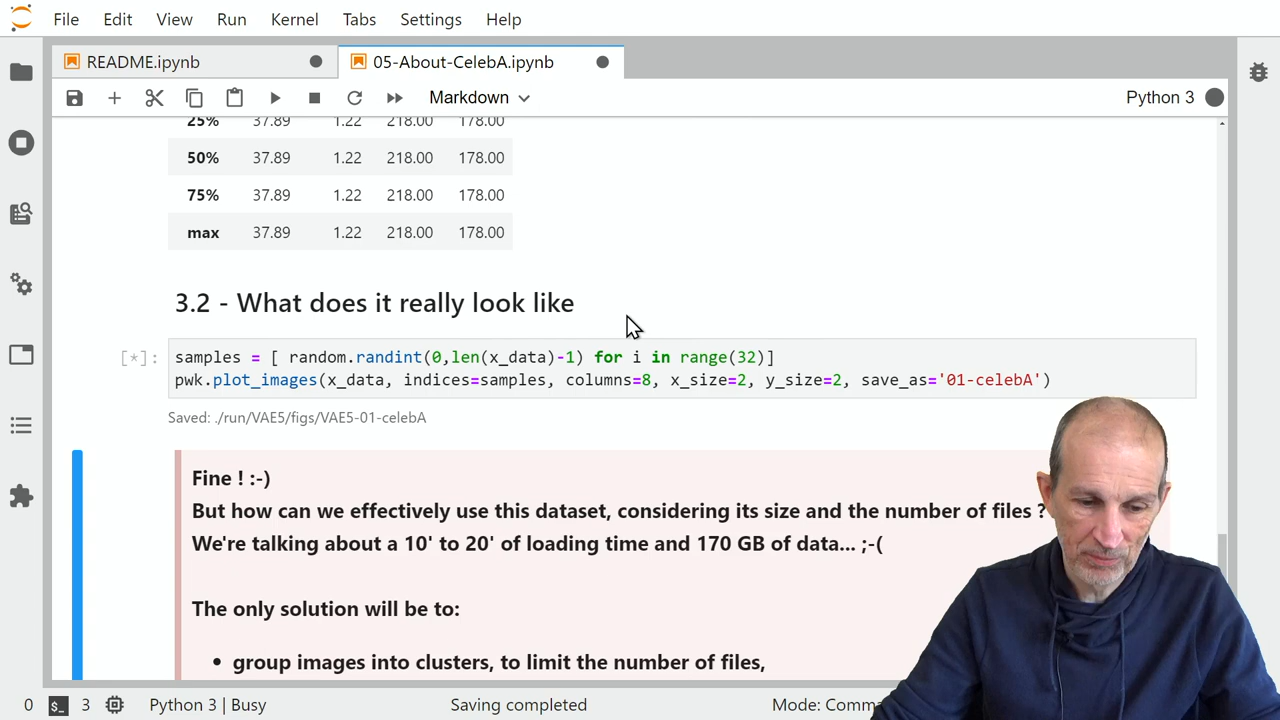 File Edit View Run Kernel Tabs Settings Help
README.ipynb 05-About-CelebA.ipynb
Markdown Python 3
25% 37.89 1.22 218.00 178.00
50% 37.89 1.22 218.00 178.00
75% 37.89 1.22 218.00 178.00
max 37.89 1.22 218.00 178.00
3.2 - What does it really look like
[*]: samples = [ random.randint(0,len(x_data)-1) for i in range(32)]
pwk.plot_images(x_data, indices=samples, columns=8, x_size=2, y_size=2, save_as='01-celebA')
Saved: ./run/VAE5/figs/VAE5-01-celebA
Fine ! :-)
But how can we effectively use this dataset, considering its size and the number of files ?
We're talking about a 10' to 20' of loading time and 170 GB of data... ;-(
The only solution will be to:
• group images into clusters, to limit the number of files,
0 $_ 3 Python 3 | Busy Saving completed Mode: